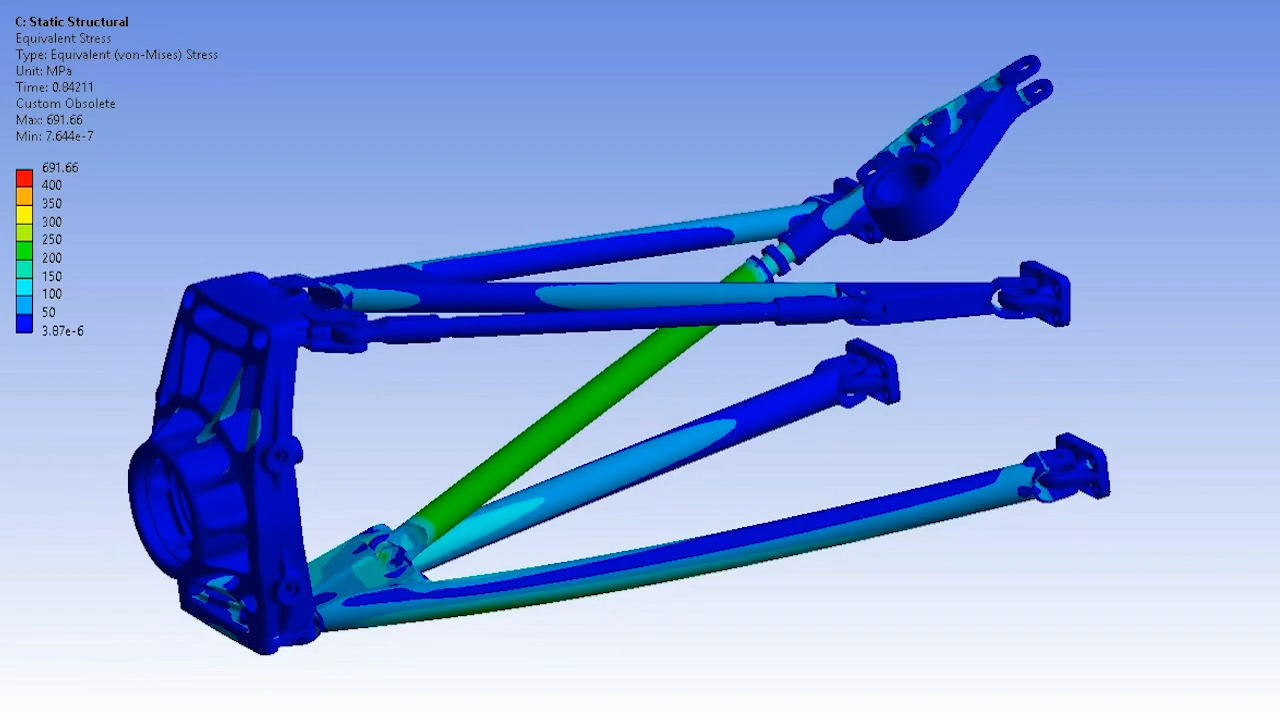 C: Static Structural
Equivalent Stress
Type: Equivalent (von-Mises) Stress
Unit: MPa
Time: 0.84211
Custom Obsolete
Max: 691.66
Min: 7.644e-7
691.66
400
350
300
250
200
150
100
50
3.87e-6